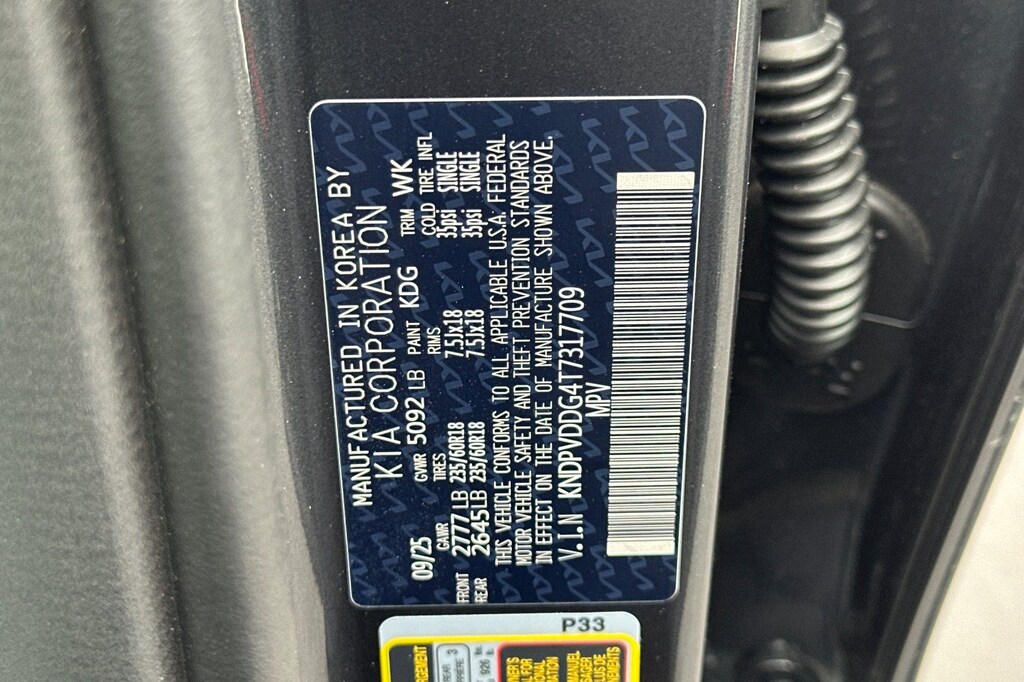 MANUFACTURED IN KOREA BY
KIA CORPORATION
09/25 GVWR 5092 LB PAINT KDG TRIM WK
GAWR TIRES RIMS COLD TIRE INFL
FRONT 2777 LB 235/60R18 7.5Jx18 35psi SINGLE
REAR 2645LB 235/60R18 7.5Jx18 35psi SINGLE
THIS VEHICLE CONFORMS TO ALL APPLICABLE U.S.A. FEDERAL
MOTOR VEHICLE SAFETY AND THEFT PREVENTION STANDARDS
IN EFFECT ON THE DATE OF MANUFACTURE SHOWN ABOVE.
V.I.N KNDPVDDG4T7317709
MPV
P33